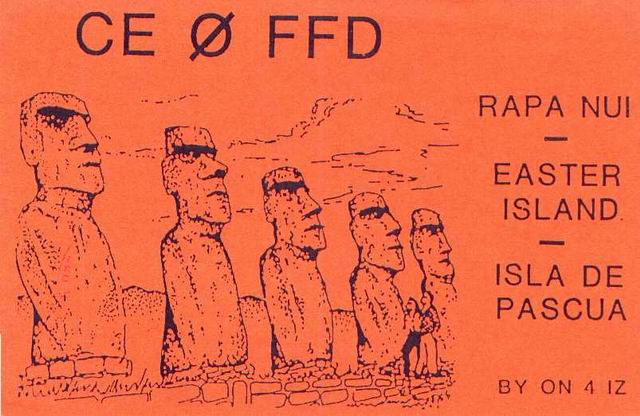 CE Ø FFD
RAPA NUI
—
EASTER
ISLAND
—
ISLA DE
PASCUA
BY ON 4 IZ